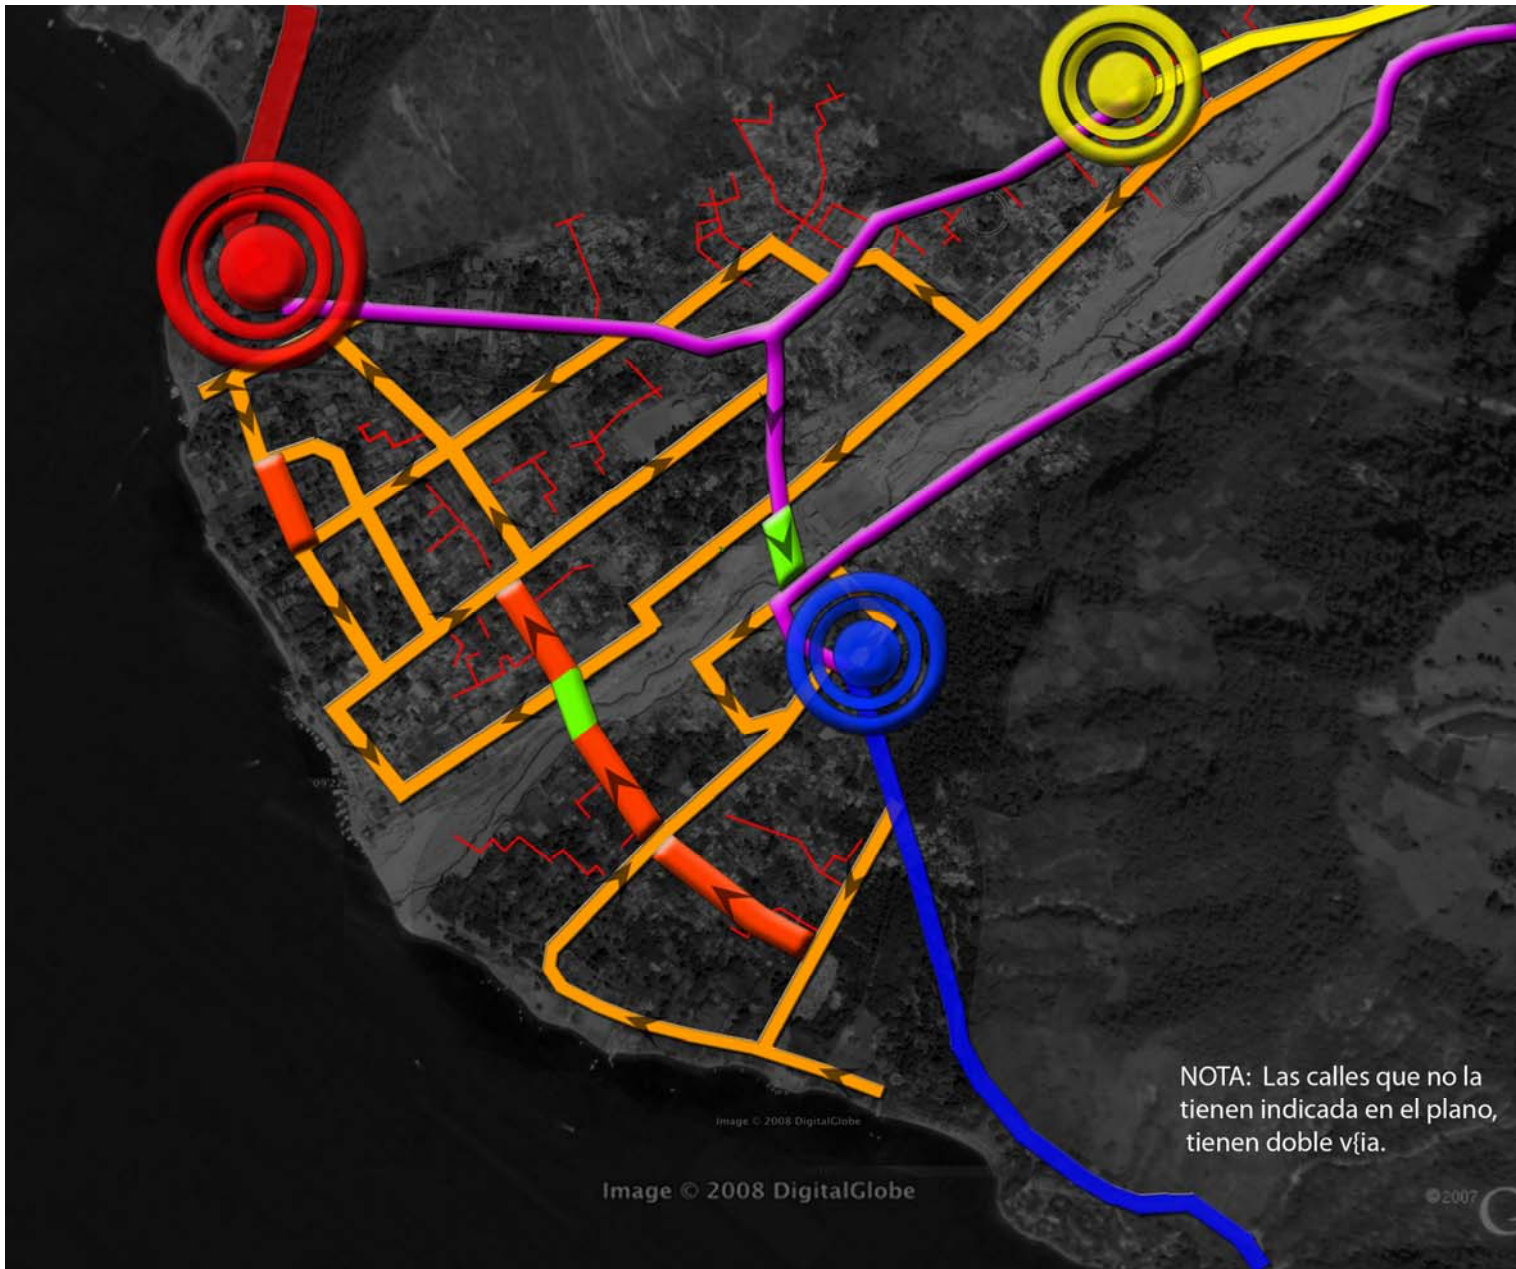 NOTA: Las calles que no la
tienen indicada en el plano,
tienen doble v{ia.
Image © 2008 DigitalGlobe
Image © 2008 DigitalGlobe
©2007 G